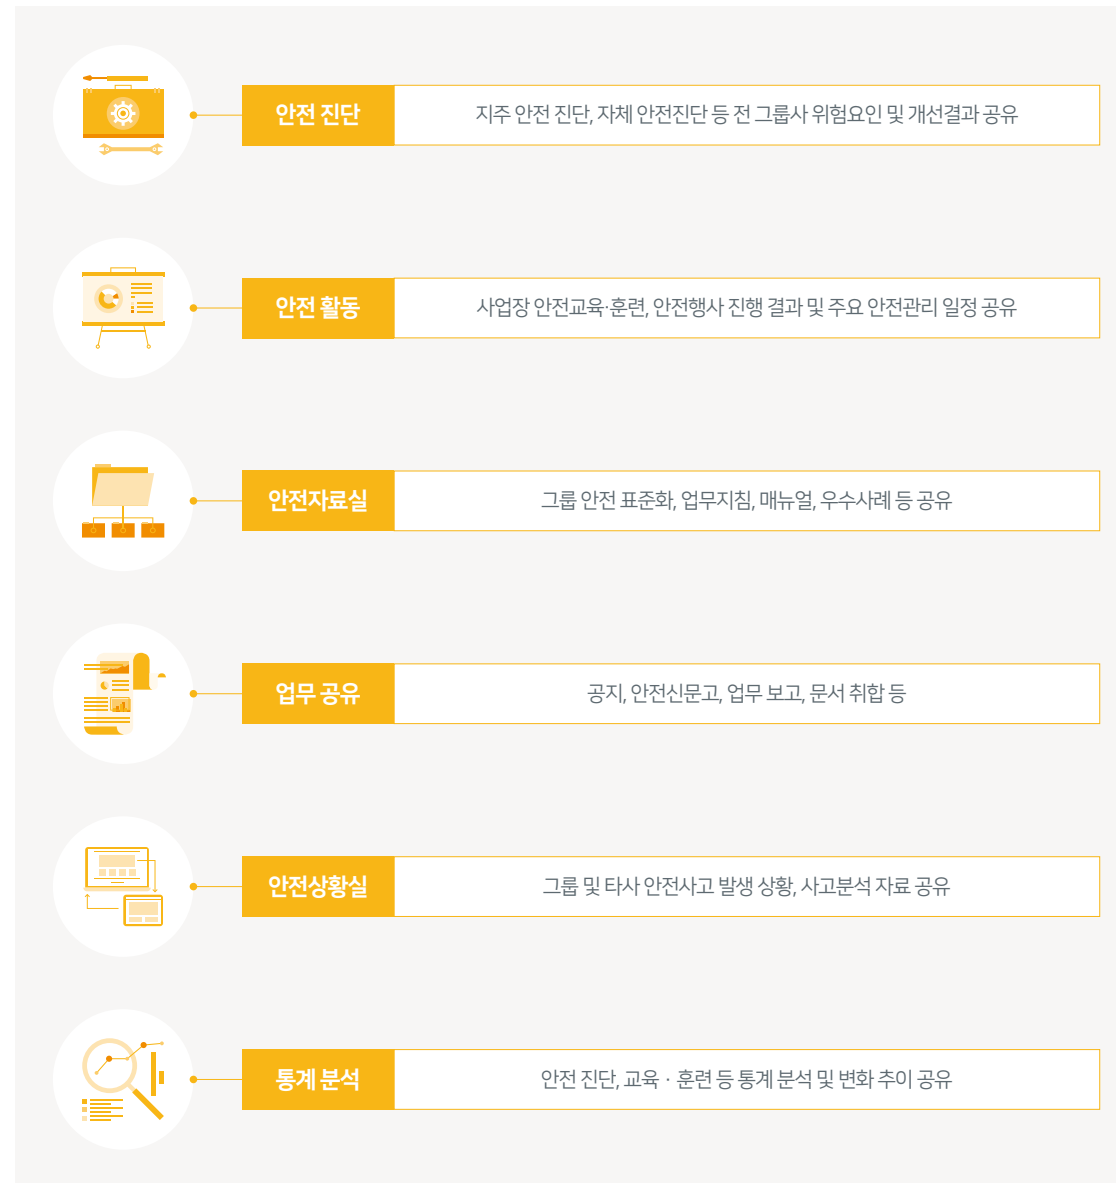 안전 진단
지주 안전 진단, 자체 안전진단 등 전 그룹사 위험요인 및 개선결과 공유
안전 활동
사업장 안전교육·훈련, 안전행사 진행 결과 및 주요 안전관리 일정 공유
안전자료실
그룹 안전 표준화, 업무지침, 매뉴얼, 우수사례 등 공유
업무 공유
공지, 안전신문고, 업무 보고, 문서 취합 등
안전상황실
그룹 및 타사 안전사고 발생 상황, 사고분석 자료 공유
통계 분석
안전 진단, 교육 · 훈련 등 통계 분석 및 변화 추이 공유